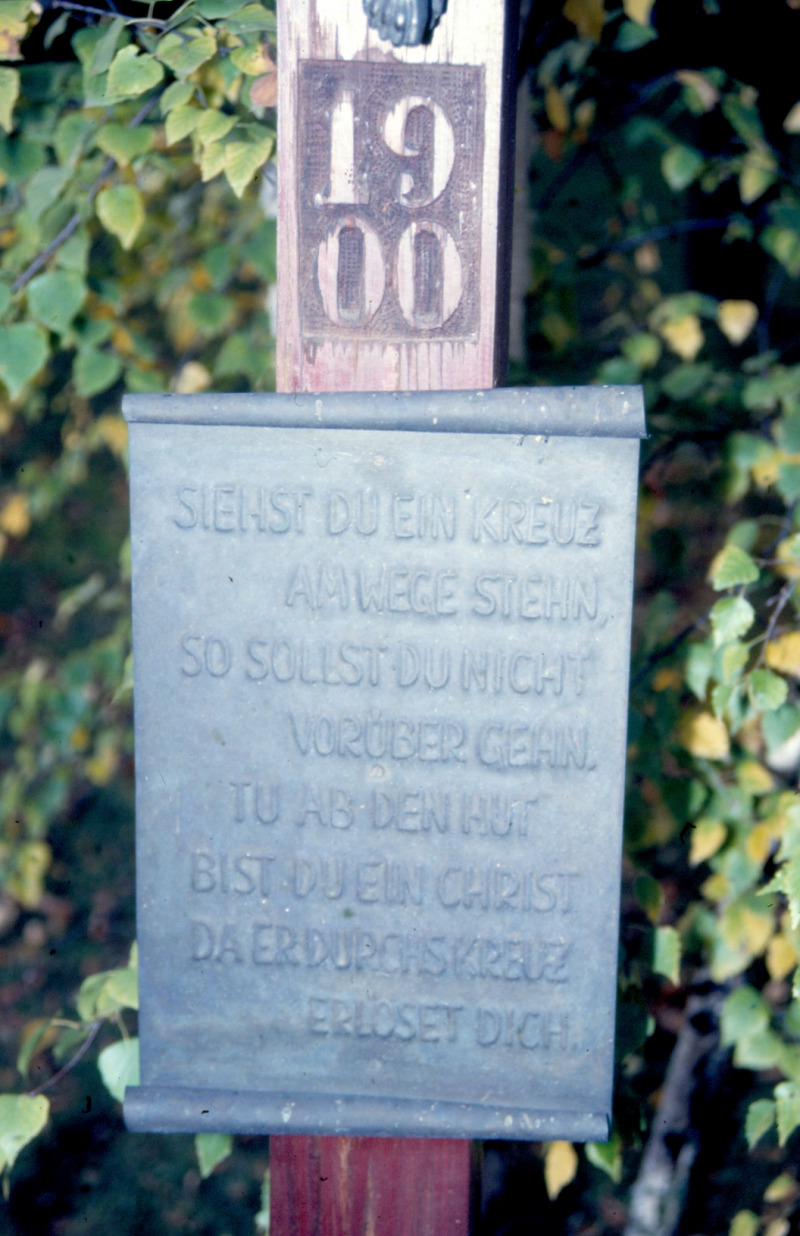 19
00
SIEHST DU EIN KREUZ
AM WEGE STEHN,
SO SOLLST DU NICHT
VORÜBER GEHN.
TU AB DEN HUT
BIST DU EIN CHRIST
DA ER DURCHS KREUZ
ERLÖSET DICH.